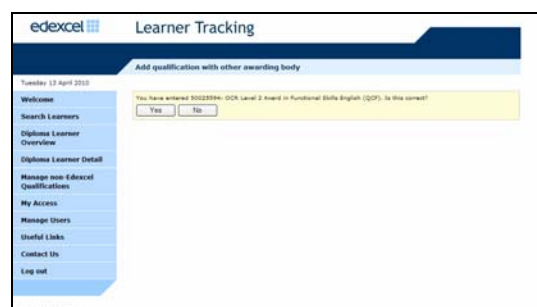 edexcel
Learner Tracking
Add qualification with other awarding body
Tuesday 13 April 2010
Welcome
You have entered 50025594: OCR Level 2 Award in Functional Skills English (QCF). Is this correct?
Yes No
Search Learners
Diploma Learner
Overview
Diploma Learner Detail
Manage non-Edexcel
Qualifications
My Access
Manage Users
Useful Links
Contact Us
Log out